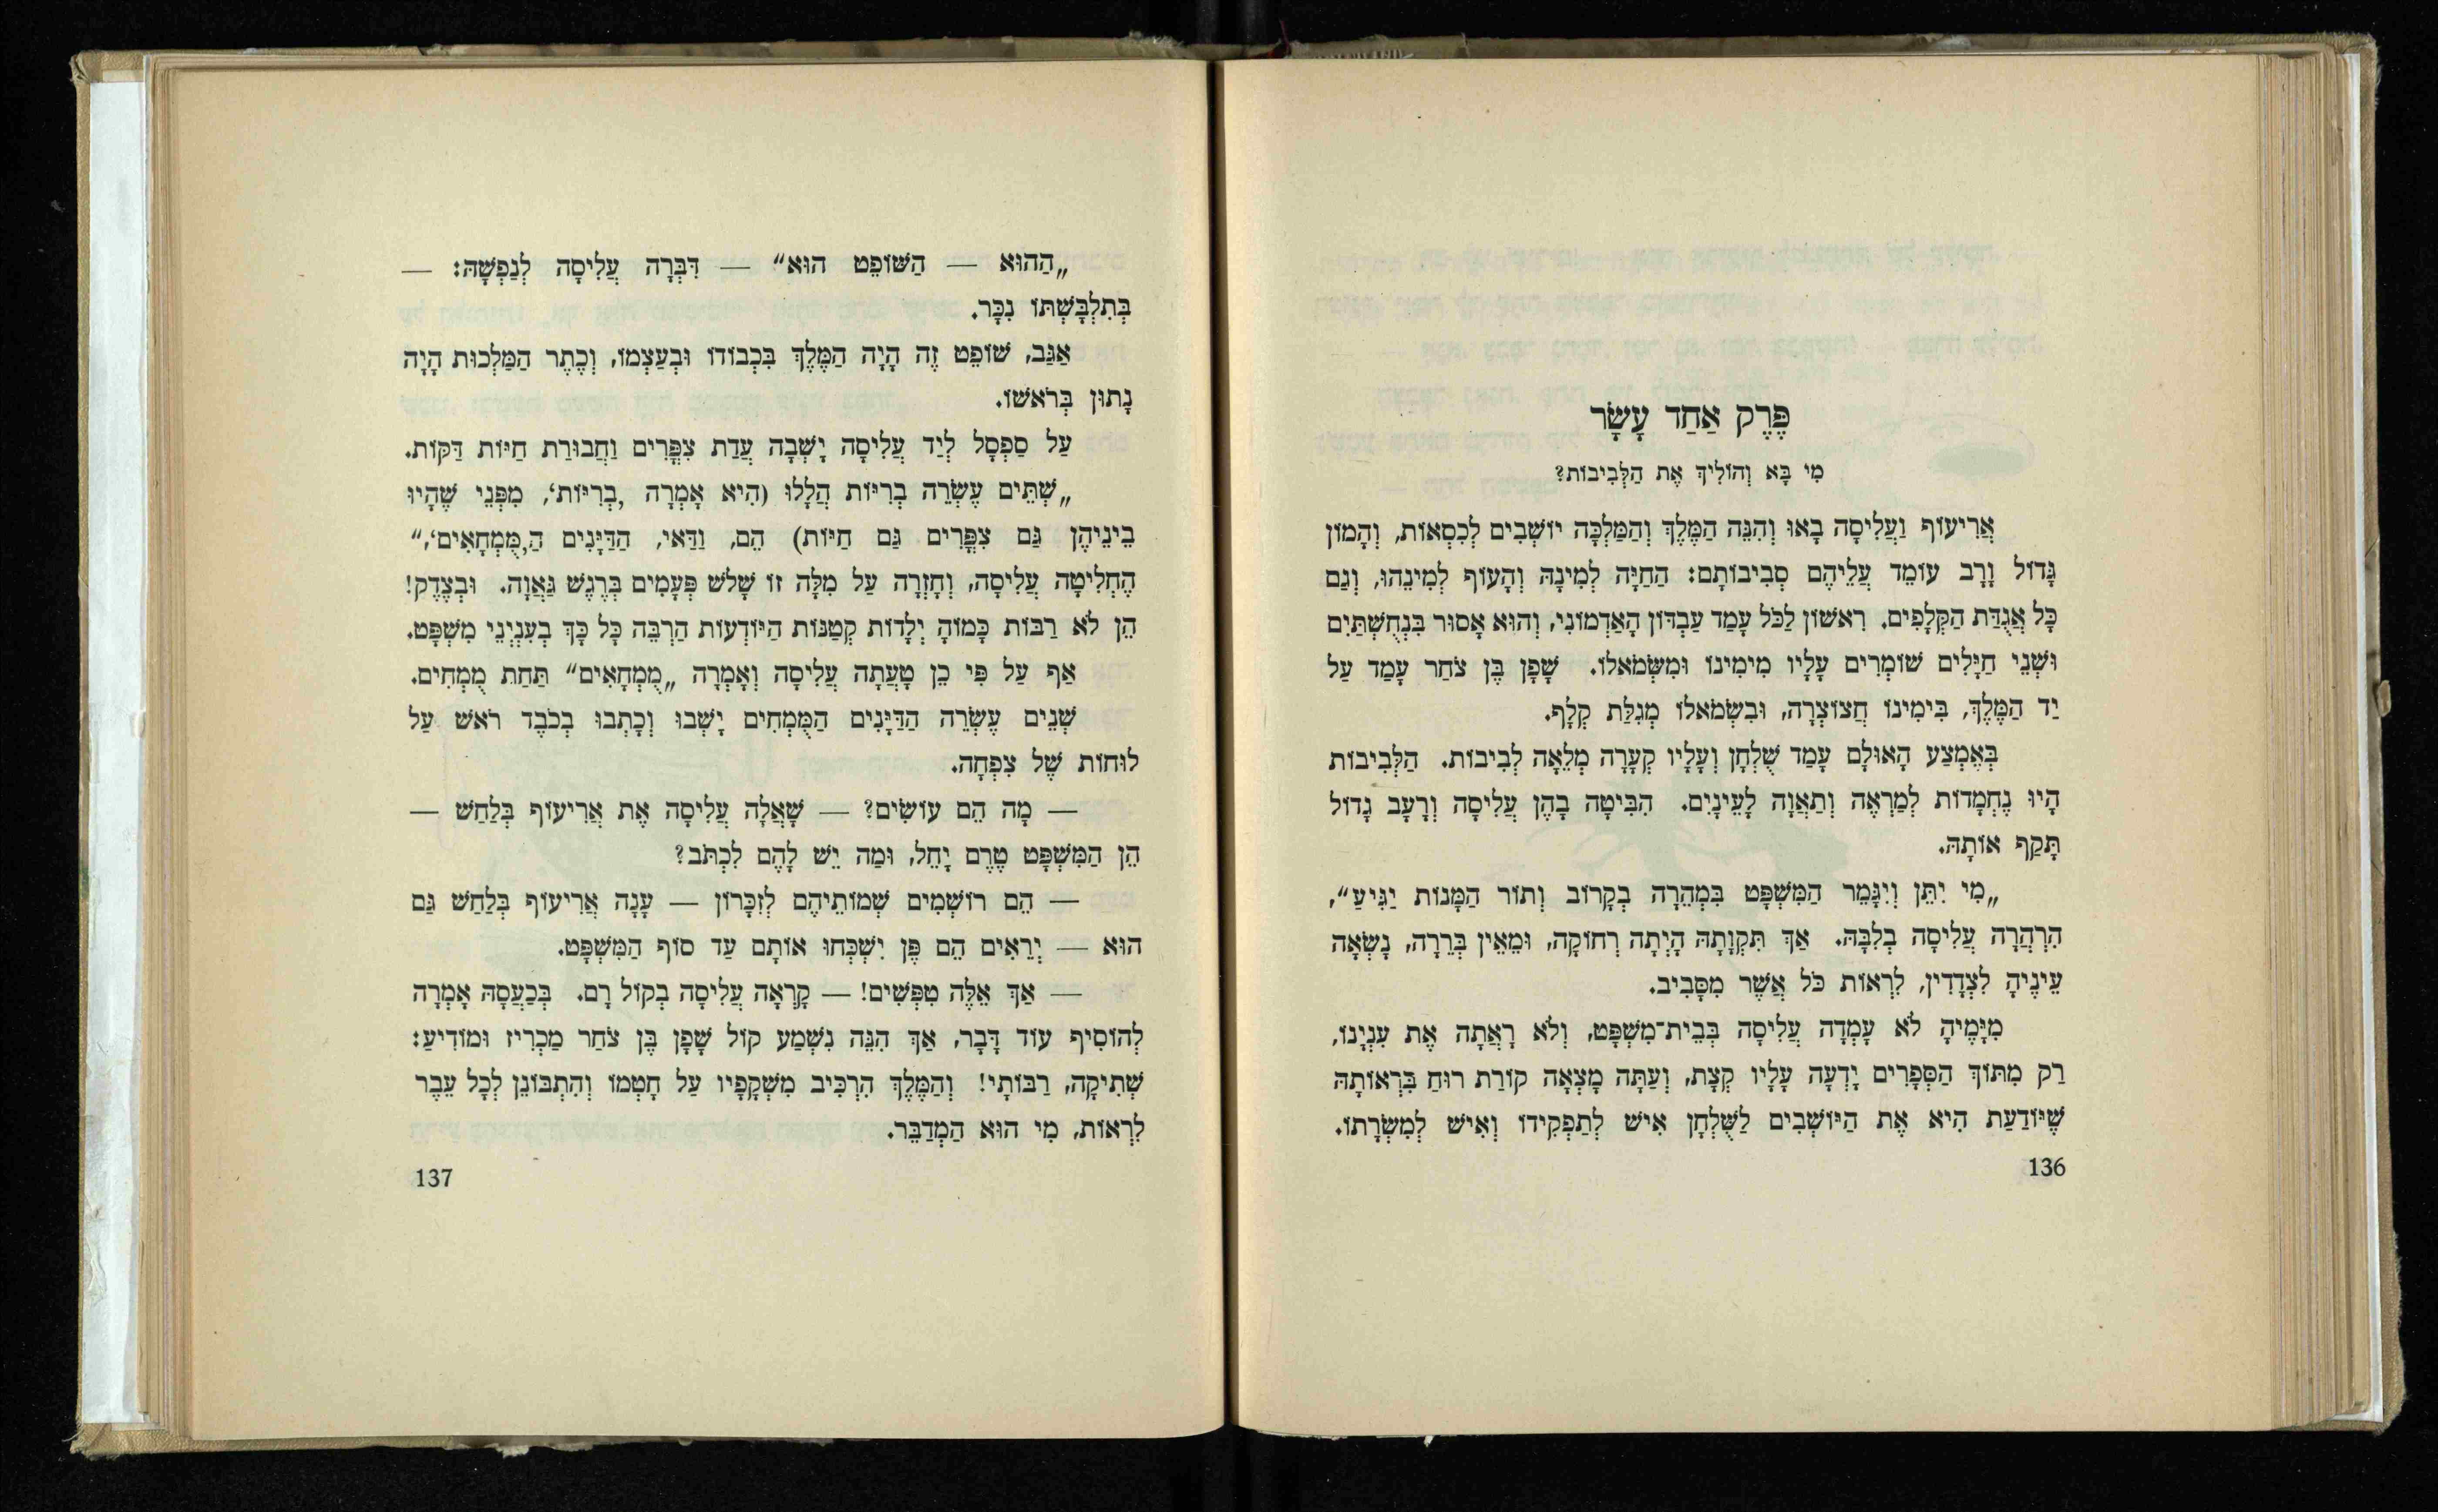 פֶּרֶק אַחַד עָשָׂר
מִי בָּא וְהוֹלִיךְ אֶת הַלְּבִיבוֹת?
אֲרִיעוֹף וַעֲלִיסָה בָאוּ וְהִנֵּה הַמֶּלֶךְ וְהַמַּלְכָּה יוֹשְׁבִים לְכִסְאוֹת, וְהָמוֹן
גָּדוֹל וָרָב עוֹמֵד עֲלֵיהֶם סְבִיבוֹתָם: הַחַיָּה לְמִינָהּ וְהָעוֹף לְמִינֵהוּ, וְגַם
כָּל אֲגֻדַּת הַקְּלָפִים. רִאשׁוֹן לַכֹּל עָמַד עַבְדּוֹן הָאַדְמוֹנִי, וְהוּא אָסוּר בִּנְחֻשְׁתַּיִם
וּשְׁנֵי חַיָּלִים שׁוֹמְרִים עָלָיו מִימִינוֹ וּמִשְּׂמֹאלוֹ. שָׁפָן בֶּן צֹחַר עָמַד עַל
יַד הַמֶּלֶךְ, בִּימִינוֹ חֲצוֹצְרָה, וּבִשְׂמֹאלוֹ מְגִלַּת קְלָף.
בְּאֶמְצַע הָאוּלָם עָמַד שֻׁלְחָן וְעָלָיו קְעָרָה מְלֵאָה לְבִיבוֹת. הַלְּבִיבוֹת
הָיוּ נֶחְמָדוֹת לְמַרְאֶה וְתַאֲוָה לָעֵינָיִם. הִבִּיטָה בָהֶן עֲלִיסָה וְרָעָב גָּדוֹל
תָּקַף אוֹתָהּ.
„מִי יִתֵּן וְיִגָּמֵר הַמִּשְׁפָּט בִּמְהֵרָה בְקָרוֹב וְתוֹר הַמָּנוֹת יַגִּיעַ“,
הִרְהֲרָה עֲלִיסָה בְלִבָּהּ. אַךְ תִּקְוָתָהּ הָיְתָה רְחוֹקָה, וּמֵאֵין בְּרֵרָה, נָשְׂאָה
עֵינֶיהָ לִצְדָדִין, לִרְאוֹת כֹּל אֲשֶׁר מִסָּבִיב.
מִיָּמֶיהָ לֹא עָמְדָה עֲלִיסָה בְּבֵית־מִשְׁפָּט, וְלֹא רָאֲתָה אֶת עִנְיָנוֹ,
רַק מִתּוֹךְ הַסְּפָרִים יָדְעָה עָלָיו קְצָת, וְעַתָּה מָצְאָה קוֹרַת רוּחַ בִּרְאוֹתָהּ
שֶׁיּוֹדַעַת הִיא אֶת הַיּוֹשְׁבִים לַשֻּׁלְחָן אִישׁ לְתַפְקִידוֹ וְאִישׁ לְמִשְׂרָתוֹ.
136
„הַהוּא — הַשּׁוֹפֵט הוּא“ — דִּבְּרָה עֲלִיסָה לְנַפְשָׁהּ: —
בְּתִלְבָּשְׁתּוֹ נִכָּר.
אַגַּב, שׁוֹפֵט זֶה הָיָה הַמֶּלֶךְ בִּכְבוֹדוֹ וּבְעַצְמוֹ, וְכֶתֶר הַמַּלְכוּת הָיָה
נָתוּן בְּרֹאשׁוֹ.
עַל סַפְסָל לְיַד עֲלִיסָה יָשְׁבָה עֲדַת צִפֳּרִים וַחֲבוּרַת חַיּוֹת דַּקּוֹת.
„שְׁתֵּים עֶשְׂרֵה בְרִיּוֹת הֲלָלוּ (הִיא אָמְרָה ‚בְרִיּוֹת‘, מִפְּנֵי שֶׁהָיוּ
בֵינֵיהֶן גַּם צִפֳּרִים גַּם חַיּוֹת) הֵם, וַדַּאי, הַדַּיָּנִים הַ‚מֻּמְחָאִים‘,“
הֶחְלִיטָה עֲלִיסָה, וְחָזְרָה עַל מִלָּה זוֹ שָׁלֹשׁ פְּעָמִים בְּרֶגֶשׁ גַּאֲוָה. וּבְצֶדֶק!
הֵן לֹא רַבּוֹת כָּמוֹהָ יְלָדוֹת קְטַנּוֹת הַיּוֹדְעוֹת הַרְבֵּה כָּל כָּךְ בְּעִנְיְנֵי מִשְׁפָּט.
אַף עַל פִּי כֵן טָעֲתָה עֲלִיסָה וְאָמְרָה „מֻמְחָאִים“ תַּחַת מֻמְחִים.
שְׁנֵים עֶשְׂרֵה הַדַּיָּנִים הַמֻּמְחִים יָשְׁבוּ וְכָתְבוּ בְכֹבֶד רֹאשׁ עַל
לוּחוֹת שֶׁל צִפְחָה.
— מָה הֵם עוֹשִׂים? — שָׁאֲלָה עֲלִיסָה אֶת אֲרִיעוֹף בְּלַחַשׁ —
הֵן הַמִּשְׁפָּט טֶרֶם יָחֵל, וּמַה יֵּשׁ לָהֶם לִכְתֹּב?
— הֵם רוֹשְׁמִים שְׁמוֹתֵיהֶם לְזִכָּרוֹן — עָנָה אֲרִיעוֹף בְּלַחַשׁ גַּם
הוּא — יְרֵאִים הֵם פֶּן יִשְׁכְּחוּ אוֹתָם עַד סוֹף הַמִּשְׁפָּט.
— אַךְ אֵלֶּה טִפְּשִׁים! — קָרְאָה עֲלִיסָה בְקוֹל רָם. בְּכַעֲסָהּ אָמְרָה
לְהוֹסִיף עוֹד דָּבָר, אַךְ הִנֵּה נִשְׁמַע קוֹל שָׁפָן בֶּן צֹחַר מַכְרִיז וּמוֹדִיעַ:
שְׁתִיקָה, רַבּוֹתָי! וְהַמֶּלֶךְ הִרְכִּיב מִשְׁקָפָיו עַל חָטְמוֹ וְהִתְבּוֹנֵן לְכָל עֵבֶר
לִרְאוֹת, מִי הוּא הַמְדַבֵּר.
137